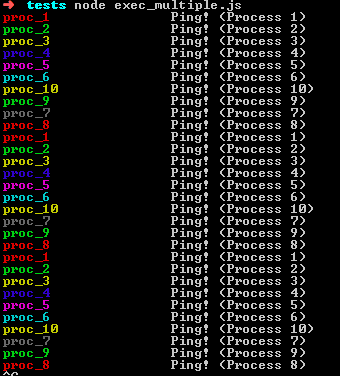 ➜ tests node exec_multiple.js
proc_1 Ping! (Process 1)
proc_2 Ping! (Process 2)
proc_3 Ping! (Process 3)
proc_4 Ping! (Process 4)
proc_5 Ping! (Process 5)
proc_6 Ping! (Process 6)
proc_10 Ping! (Process 10)
proc_9 Ping! (Process 9)
proc_7 Ping! (Process 7)
proc_8 Ping! (Process 8)
proc_1 Ping! (Process 1)
proc_2 Ping! (Process 2)
proc_3 Ping! (Process 3)
proc_4 Ping! (Process 4)
proc_5 Ping! (Process 5)
proc_6 Ping! (Process 6)
proc_10 Ping! (Process 10)
proc_7 Ping! (Process 7)
proc_9 Ping! (Process 9)
proc_8 Ping! (Process 8)
proc_1 Ping! (Process 1)
proc_2 Ping! (Process 2)
proc_3 Ping! (Process 3)
proc_4 Ping! (Process 4)
proc_5 Ping! (Process 5)
proc_6 Ping! (Process 6)
proc_10 Ping! (Process 10)
proc_7 Ping! (Process 7)
proc_9 Ping! (Process 9)
proc_8 Ping! (Process 8)
^C